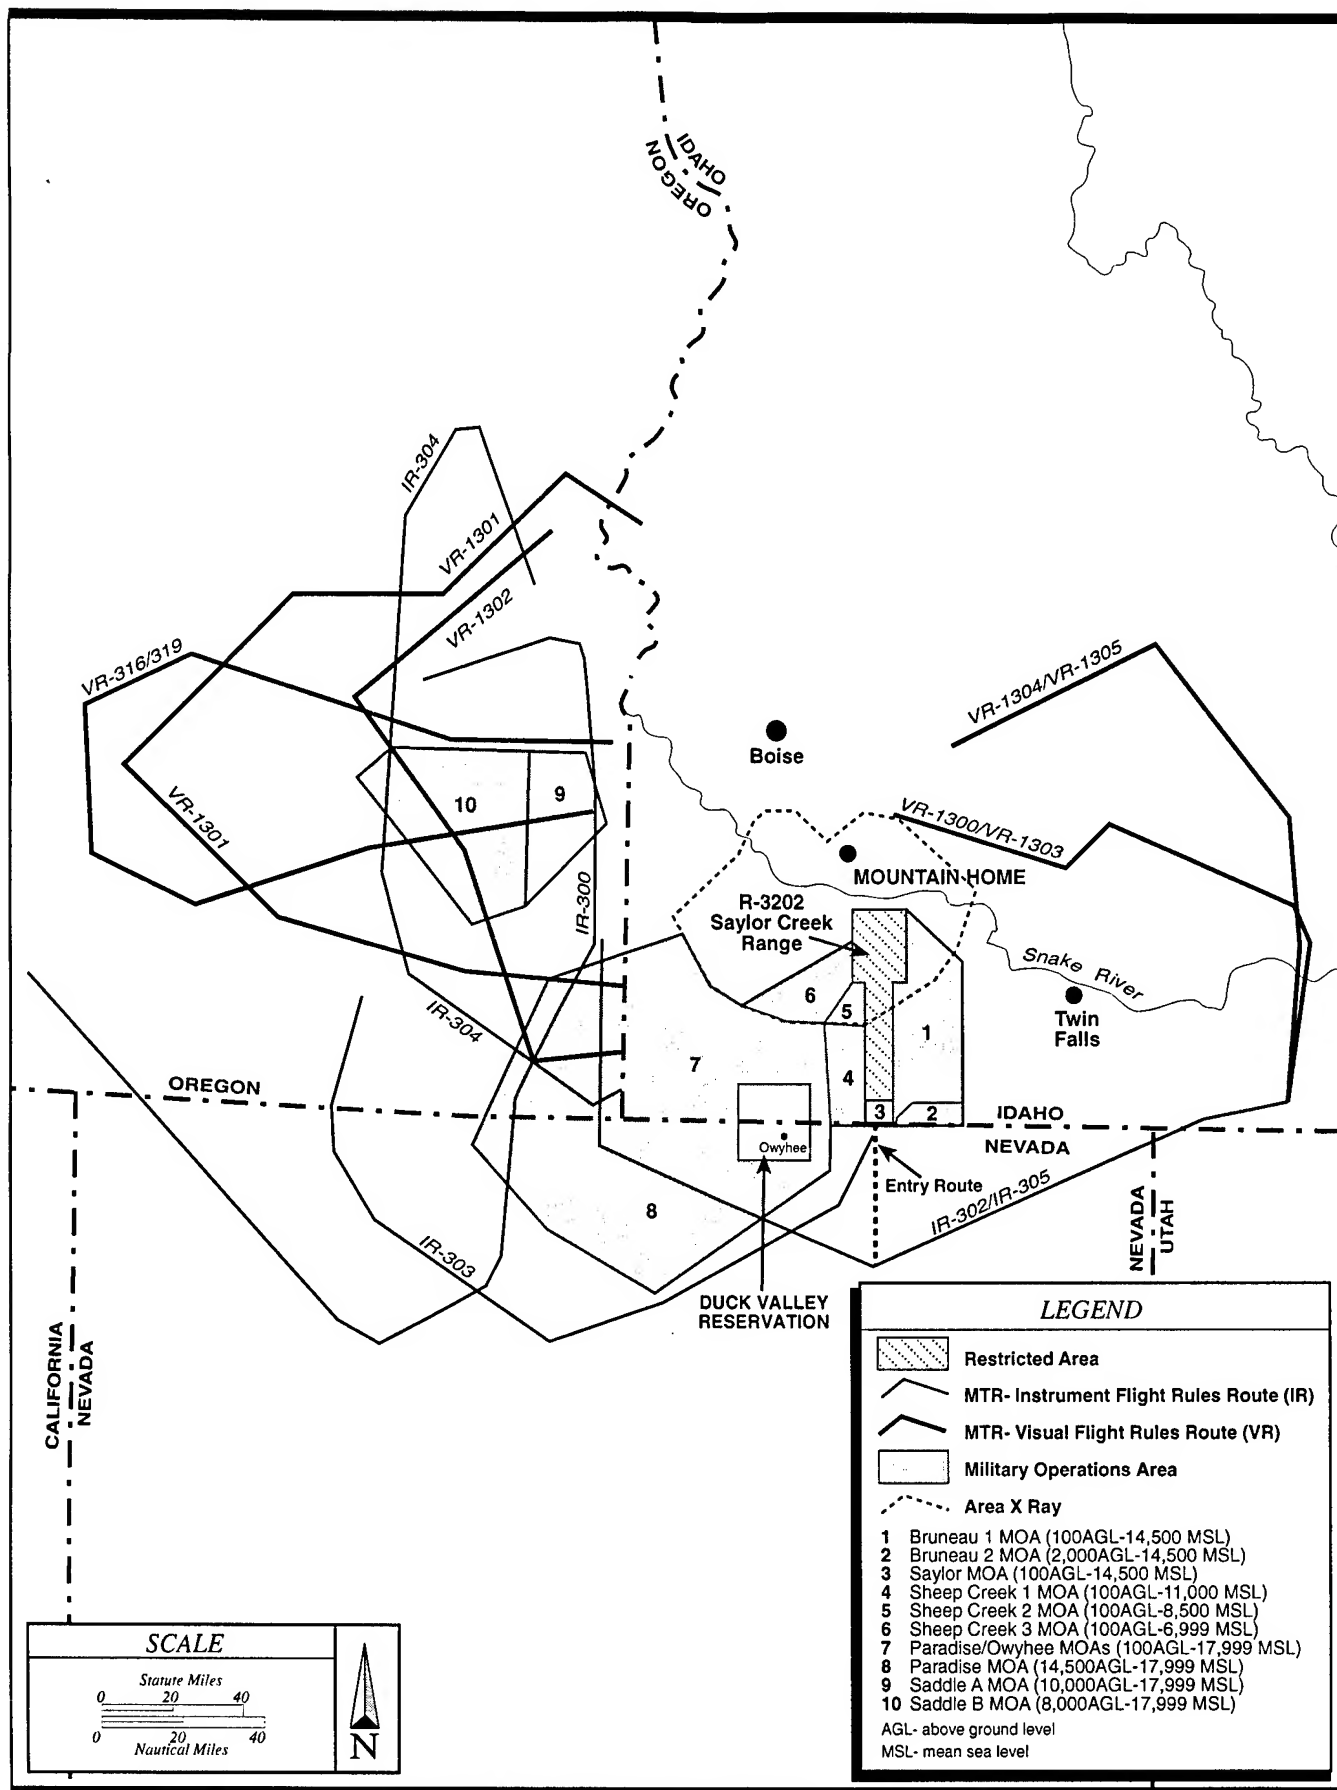 IDAHO
OREGON
IR-304
VR-1301
VR-1302
VR-316/319
VR-1304/VR-1305
Boise
10
9
VR-1301
VR-1300/VR-1303
MOUNTAIN HOME
R-3202
Saylor Creek
Range
IR-300
Snake River
6
5
Twin
Falls
IR-304
1
7
4
OREGON
3
2
IDAHO
NEVADA
Owyhee
Entry Route
IR-302/IR-305
NEVADA
UTAH
8
IR-303
DUCK VALLEY
RESERVATION
CALIFORNIA
NEVADA
LEGEND
Restricted Area
MTR- Instrument Flight Rules Route (IR)
MTR- Visual Flight Rules Route (VR)
Military Operations Area
Area X Ray
1 Bruneau 1 MOA (100AGL-14,500 MSL)
2 Bruneau 2 MOA (2,000AGL-14,500 MSL)
3 Saylor MOA (100AGL-14,500 MSL)
4 Sheep Creek 1 MOA (100AGL-11,000 MSL)
5 Sheep Creek 2 MOA (100AGL-8,500 MSL)
6 Sheep Creek 3 MOA (100AGL-6,999 MSL)
7 Paradise/Owyhee MOAs (100AGL-17,999 MSL)
8 Paradise MOA (14,500AGL-17,999 MSL)
9 Saddle A MOA (10,000AGL-17,999 MSL)
10 Saddle B MOA (8,000AGL-17,999 MSL)
AGL- above ground level
MSL- mean sea level
SCALE
Statute Miles
0 20 40
0 20 40
Nautical Miles
N